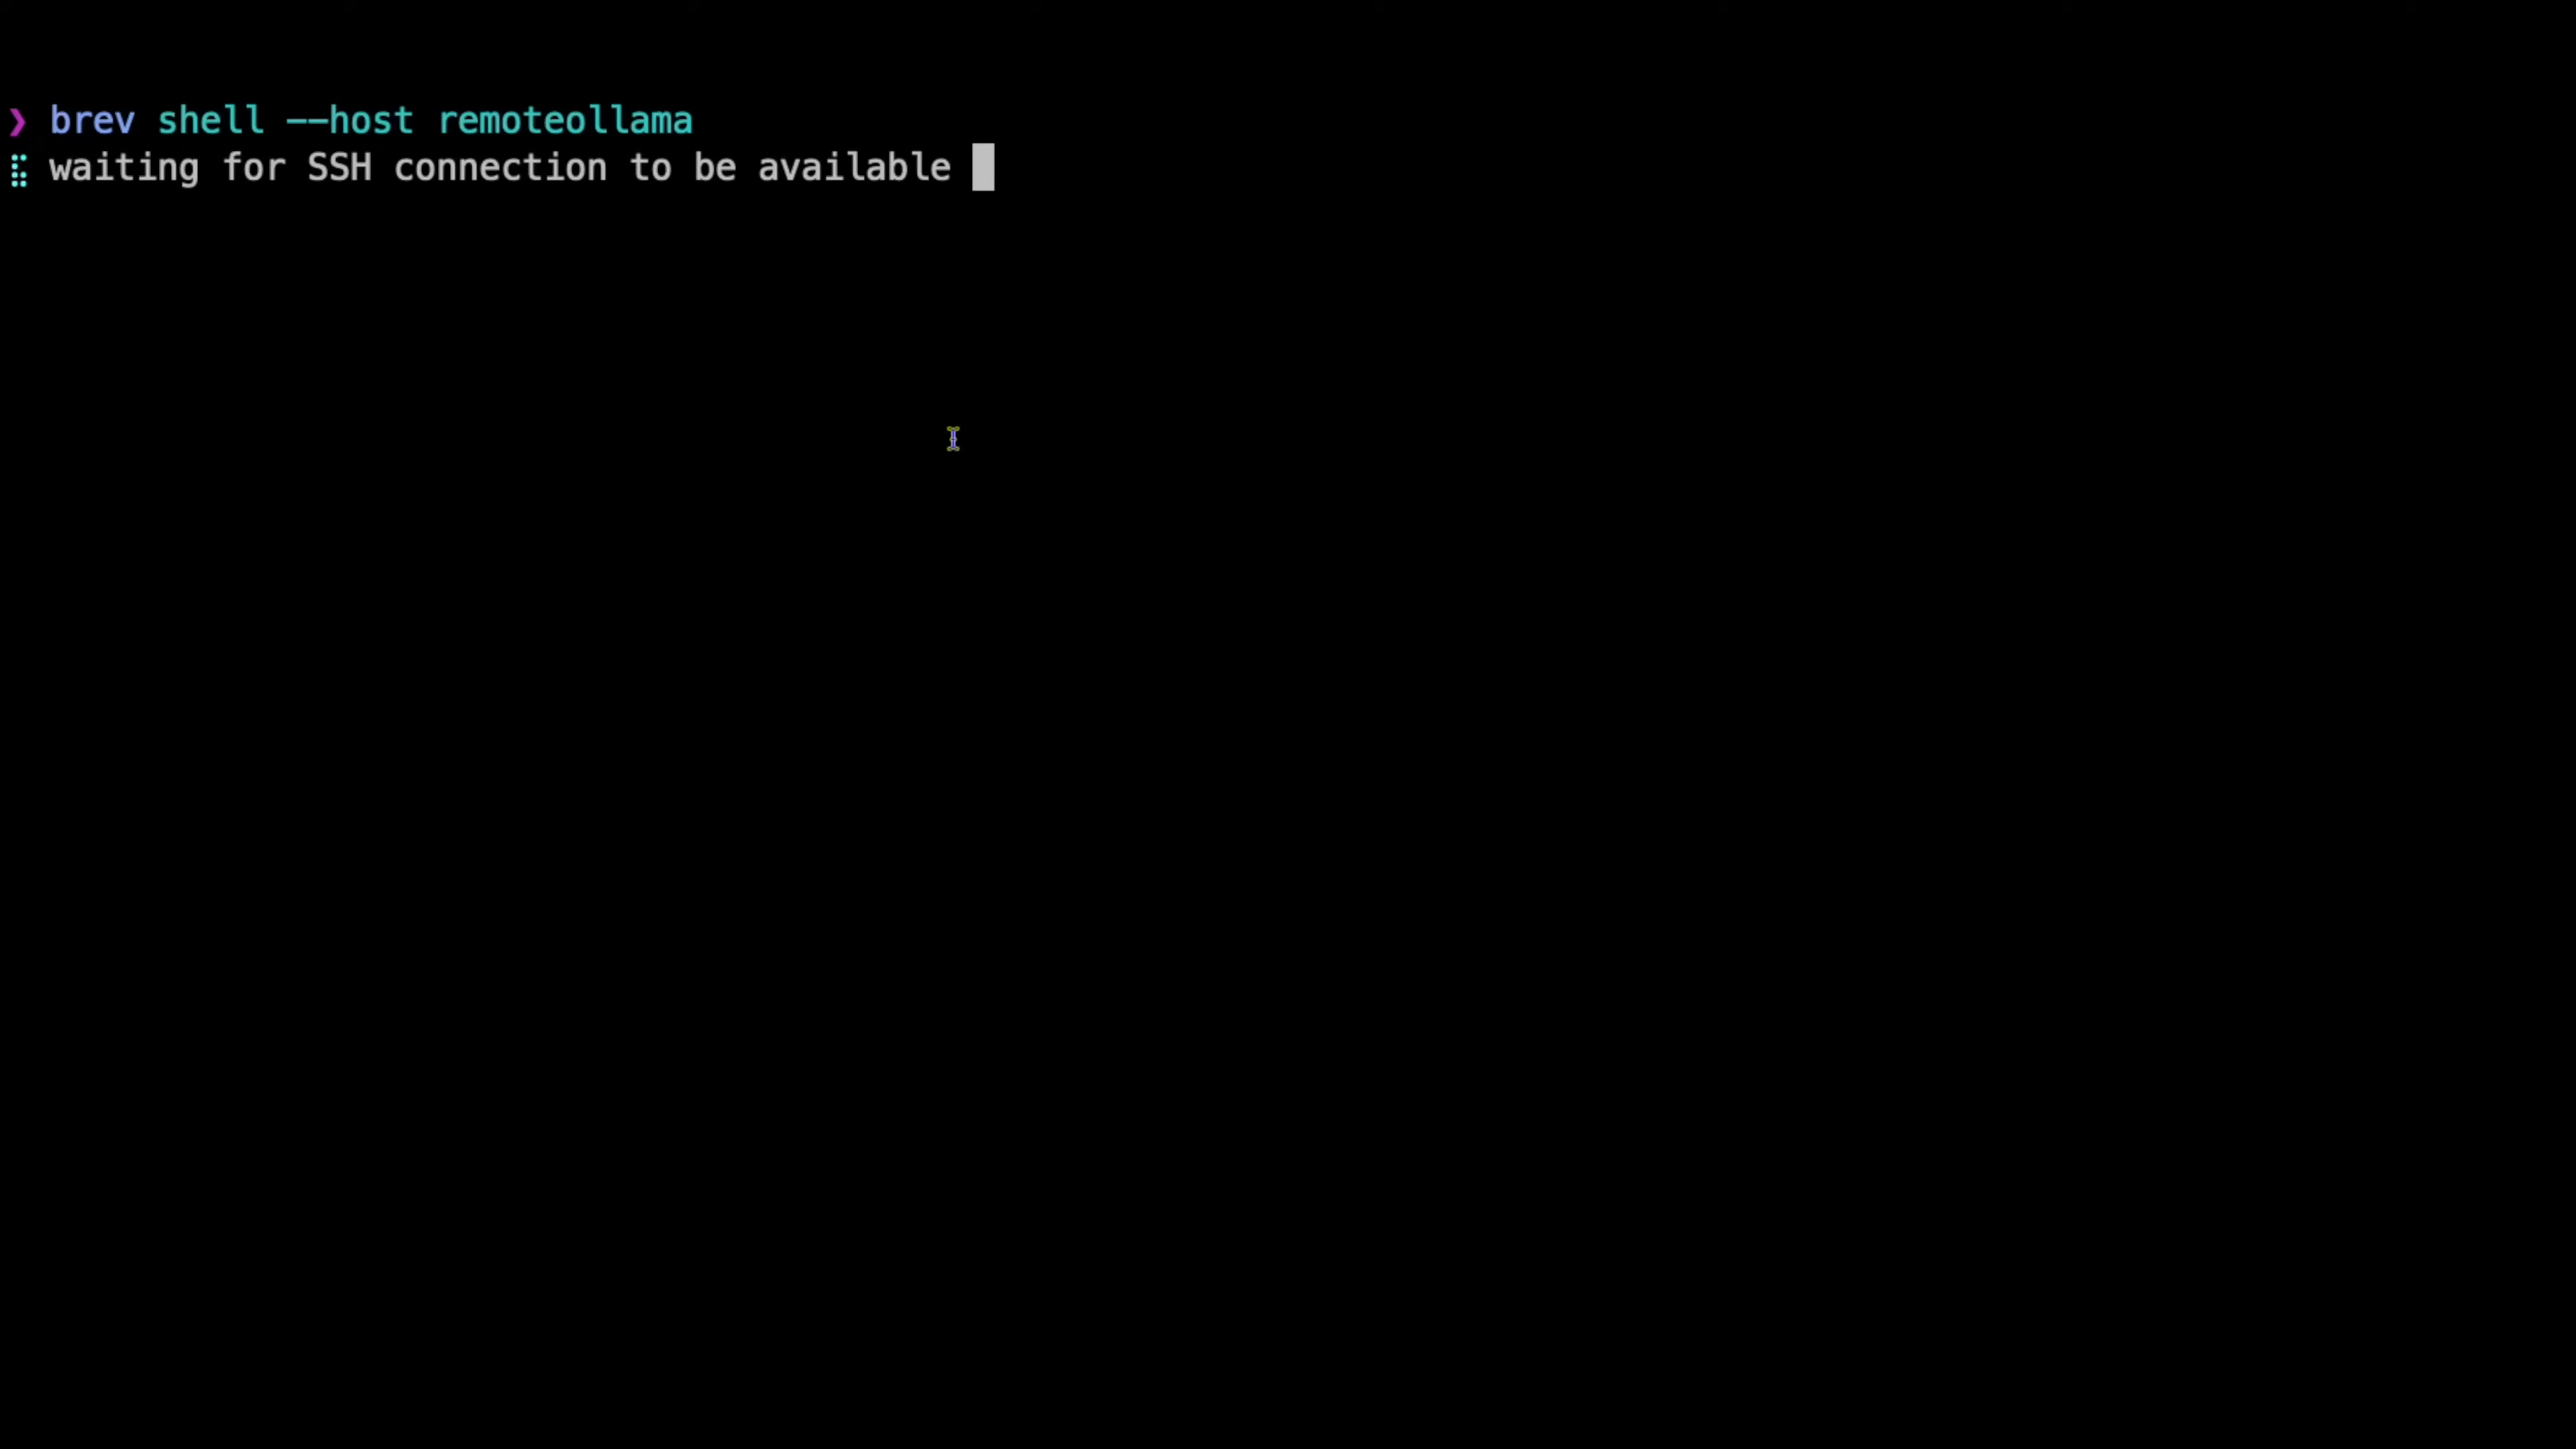 ❯ brev shell --host remoteollama
⣯ waiting for SSH connection to be available